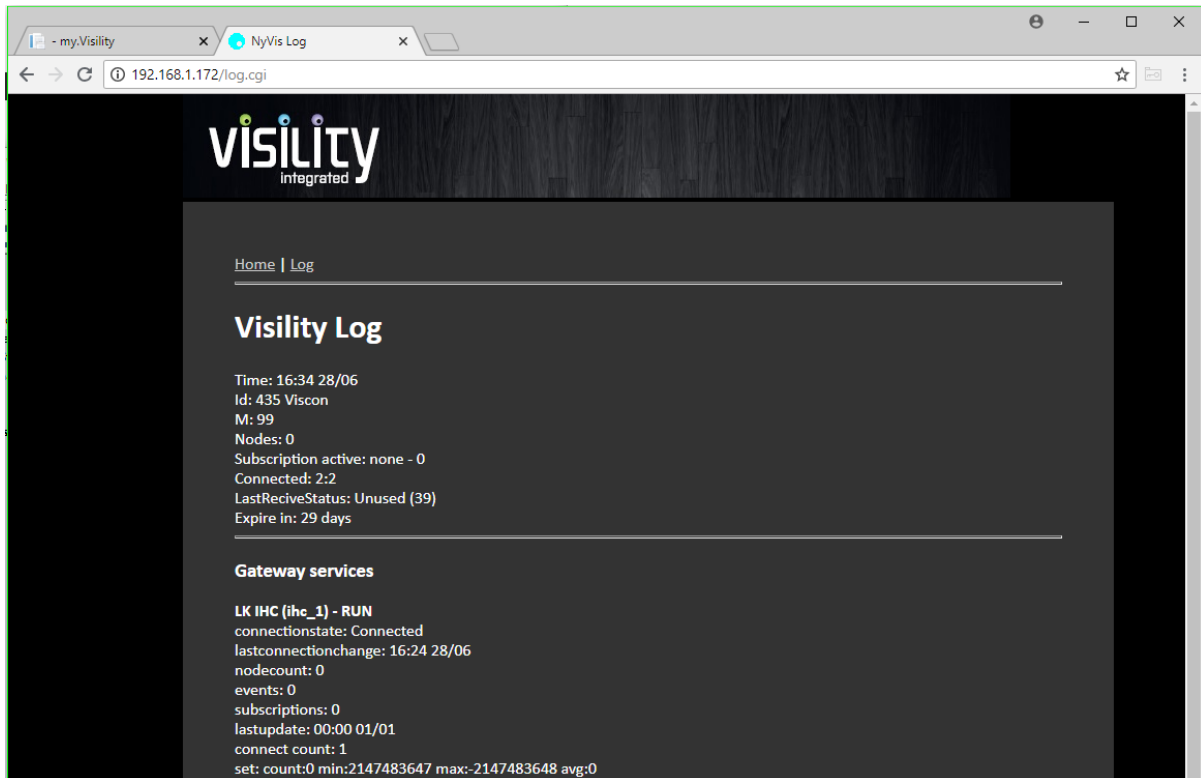 - my.Visility
NyVis Log
192.168.1.172/log.cgi
visility
integrated
Home | Log
Visility Log
Time: 16:34 28/06
Id: 435 Viscon
M: 99
Nodes: 0
Subscription active: none - 0
Connected: 2:2
LastReciveStatus: Unused (39)
Expire in: 29 days
Gateway services
LK IHC (ihc_1) - RUN
connectionstate: Connected
lastconnectionchange: 16:24 28/06
nodecount: 0
events: 0
subscriptions: 0
lastupdate: 00:00 01/01
connect count: 1
set: count:0 min:2147483647 max:-2147483648 avg:0